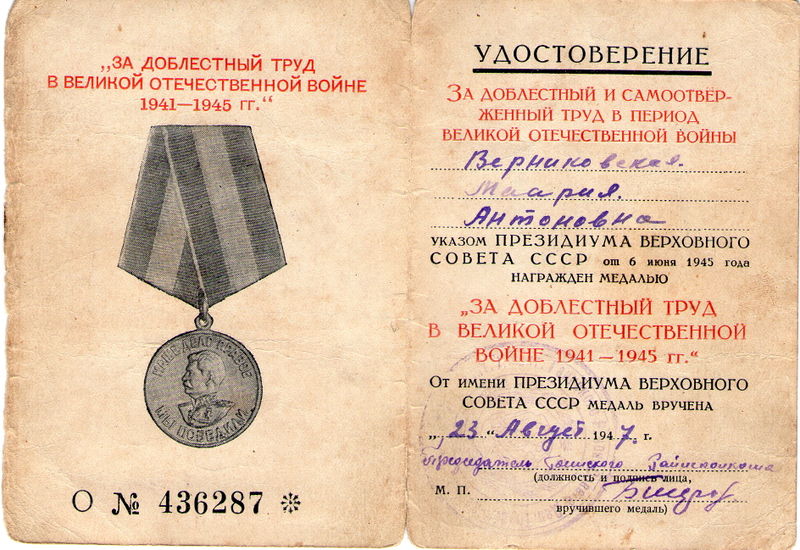 „ЗА ДОБЛЕСТНЫЙ ТРУД
В ВЕЛИКОЙ ОТЕЧЕСТВЕННОЙ ВОЙНЕ
1941—1945 гг.“
НАШЕ ДЕЛО ПРАВОЕ
МЫ ПОБЕДИЛИ
О № 436287 ✻
УДОСТОВЕРЕНИЕ
ЗА ДОБЛЕСТНЫЙ И САМООТВЕР-
ЖЕННЫЙ ТРУД В ПЕРИОД
ВЕЛИКОЙ ОТЕЧЕСТВЕННОЙ ВОЙНЫ
Верниковская.
Маария.
Антоновна
УКАЗОМ ПРЕЗИДИУМА ВЕРХОВНОГО
СОВЕТА СССР от 6 июня 1945 года
НАГРАЖДЕН МЕДАЛЬЮ
„ЗА ДОБЛЕСТНЫЙ ТРУД
В ВЕЛИКОЙ ОТЕЧЕСТВЕННОЙ
ВОЙНЕ 1941—1945 гг.“
ОТ ИМЕНИ ПРЕЗИДИУМА ВЕРХОВНОГО
СОВЕТА СССР МЕДАЛЬ ВРУЧЕНА
„23“ Август 1947. г.
Председатель Райисполкома
(должность и подпись лица,
М. П.
вручившего медаль)